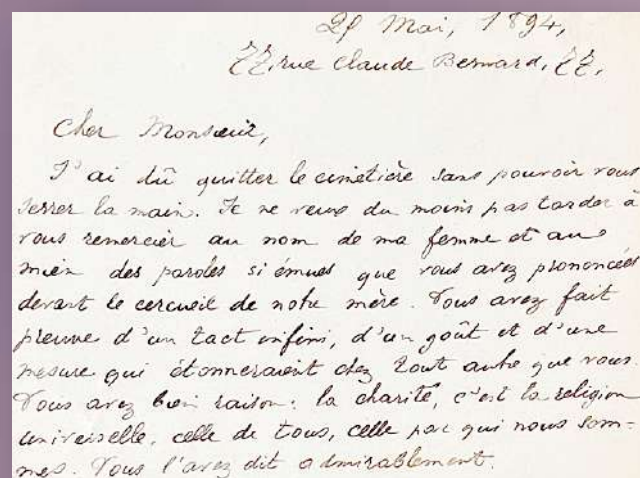 Mai, 1894,
rue Claude Bernard,
Cher Monsieur,
J'ai dû quitter le cimetière sans pouvoir vous
serrer la main. Je ne veux du moins pas tarder à
vous remercier au nom de ma femme et au
mien des paroles si émues que vous avez prononcées
devant le cercueil de notre mère. Vous avez fait
preuve d'un tact infini, d'un goût et d'une
mesure qui étonneraient chez tout autre que vous.
Vous avez bien raison: la charité, c'est la religion
universelle, celle de tous, celle par qui nous som-
mes. Vous l'avez dit admirablement.